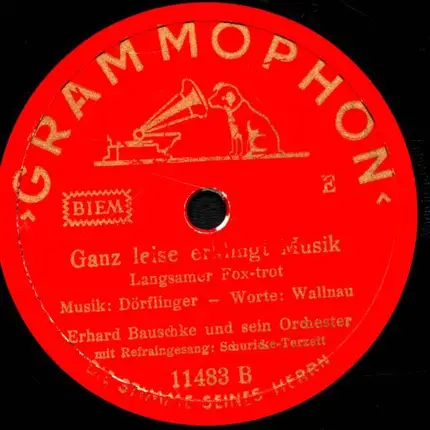 ›GRAMMOPHON‹
E
BIEM
Ganz leise erklingt Musik
Langsamer Fox-trot
Musik: Dörflinger – Worte: Wallnau
Erhard Bauschke und sein Orchester
mit Refraingesang: Schuricke-Terzett
11483 B
DIE STIMME SEINES HERRN